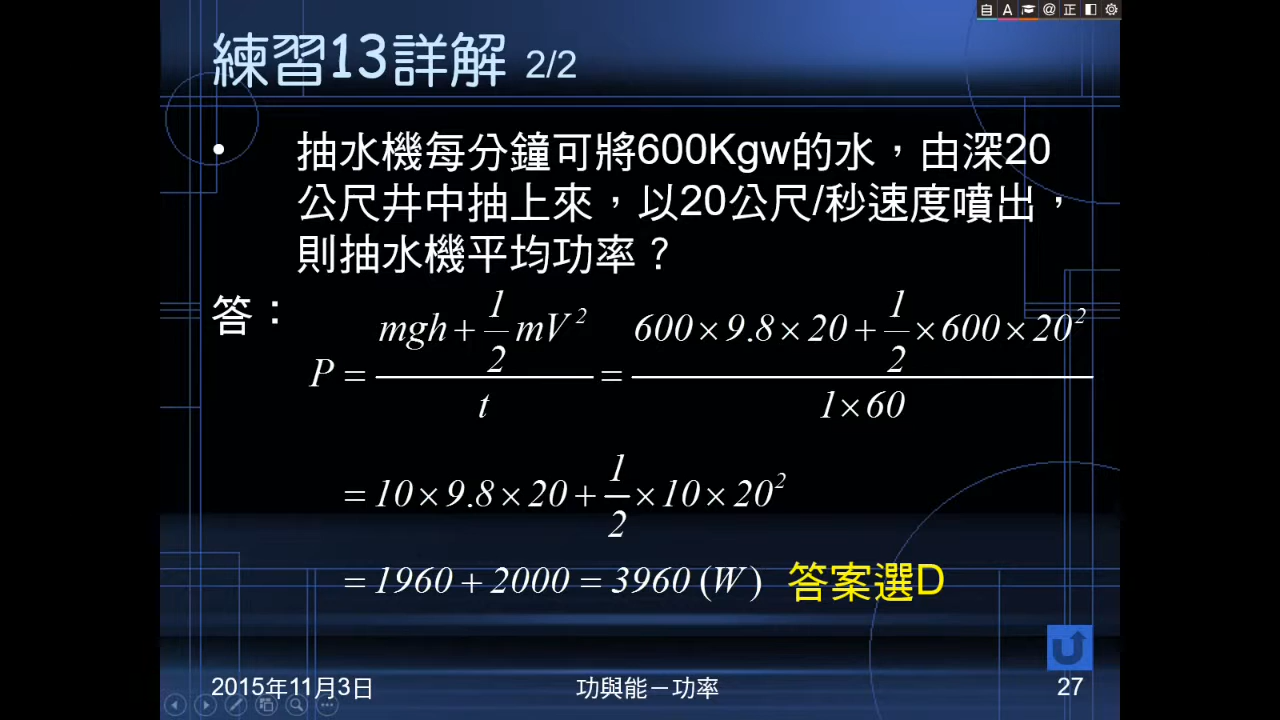 自 A @ 正
練習13詳解 2/2
• 抽水機每分鐘可將600Kgw的水，由深20
公尺井中抽上來，以20公尺/秒速度噴出，
則抽水機平均功率？
答：
P = (mgh + 1/2 mV²) / t = (600×9.8×20 + 1/2 ×600×20²) / (1×60)
= 10×9.8×20 + 1/2 ×10×20²
= 1960 + 2000 = 3960 (W) 答案選D
2015年11月3日 功與能－功率 27